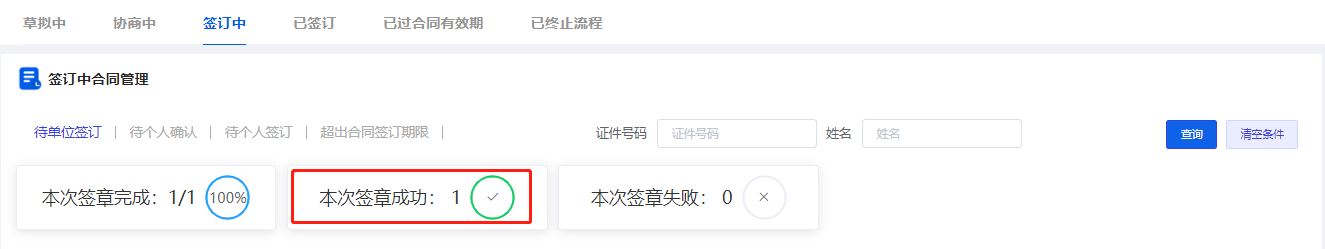 草拟中 协商中 签订中 已签订 已过合同有效期 已终止流程
签订中合同管理
待单位签订 | 待个人确认 | 待个人签订 | 超出合同签订期限 | 证件号码 证件号码 姓名 姓名 查询 清空条件
本次签章完成：1/1 100% 本次签章成功： 1 本次签章失败： 0